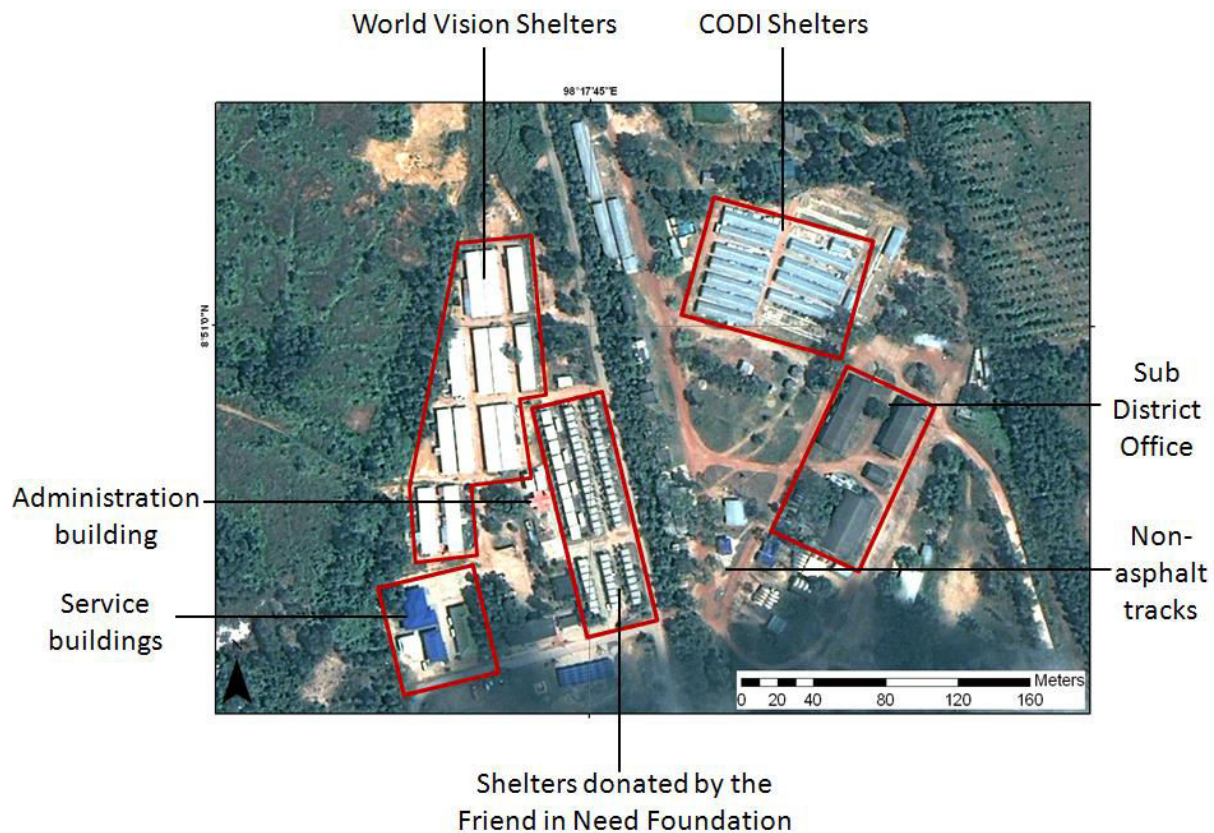 World Vision Shelters
CODI Shelters
98°17'45"E
8°51'0"N
Sub
District
Office
Administration
building
Non-
asphalt
tracks
Service
buildings
Meters
0 20 40 80 120 160
Shelters donated by the
Friend in Need Foundation